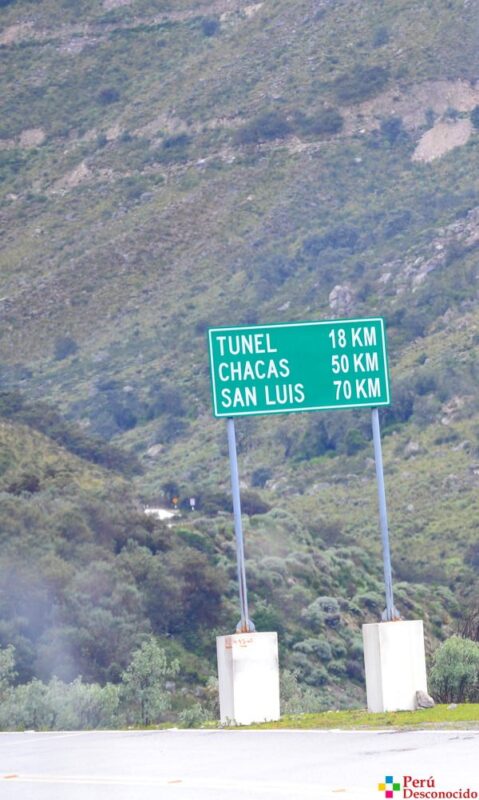 TUNEL 18 KM
CHACAS 50 KM
SAN LUIS 70 KM
Perú
Desconocido